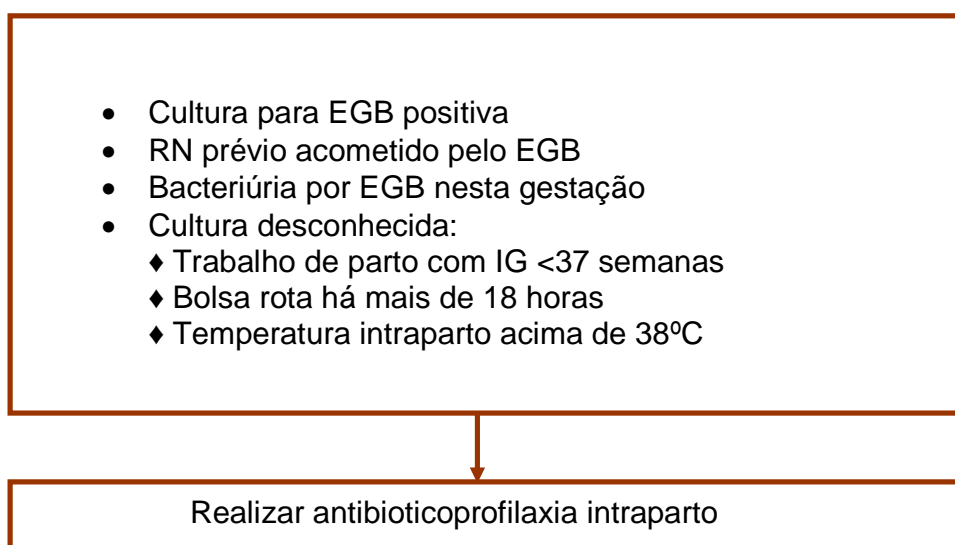 • Cultura para EGB positiva
• RN prévio acometido pelo EGB
• Bacteriúria por EGB nesta gestação
• Cultura desconhecida:
♦ Trabalho de parto com IG <37 semanas
♦ Bolsa rota há mais de 18 horas
♦ Temperatura intraparto acima de 38ºC
Realizar antibioticoprofilaxia intraparto